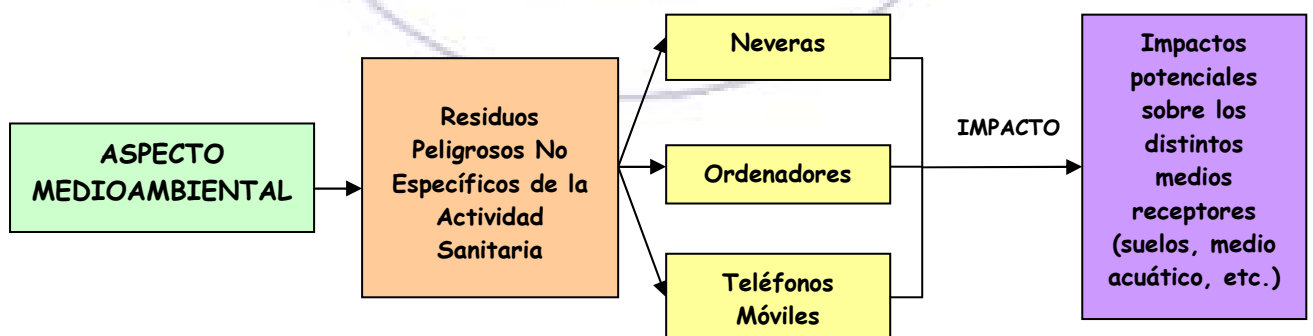 ASPECTO
MEDIOAMBIENTAL
Residuos
Peligrosos No
Específicos de la
Actividad
Sanitaria
Neveras
Ordenadores
Teléfonos
Móviles
IMPACTO
Impactos
potenciales
sobre los
distintos
medios
receptores
(suelos, medio
acuático, etc.)